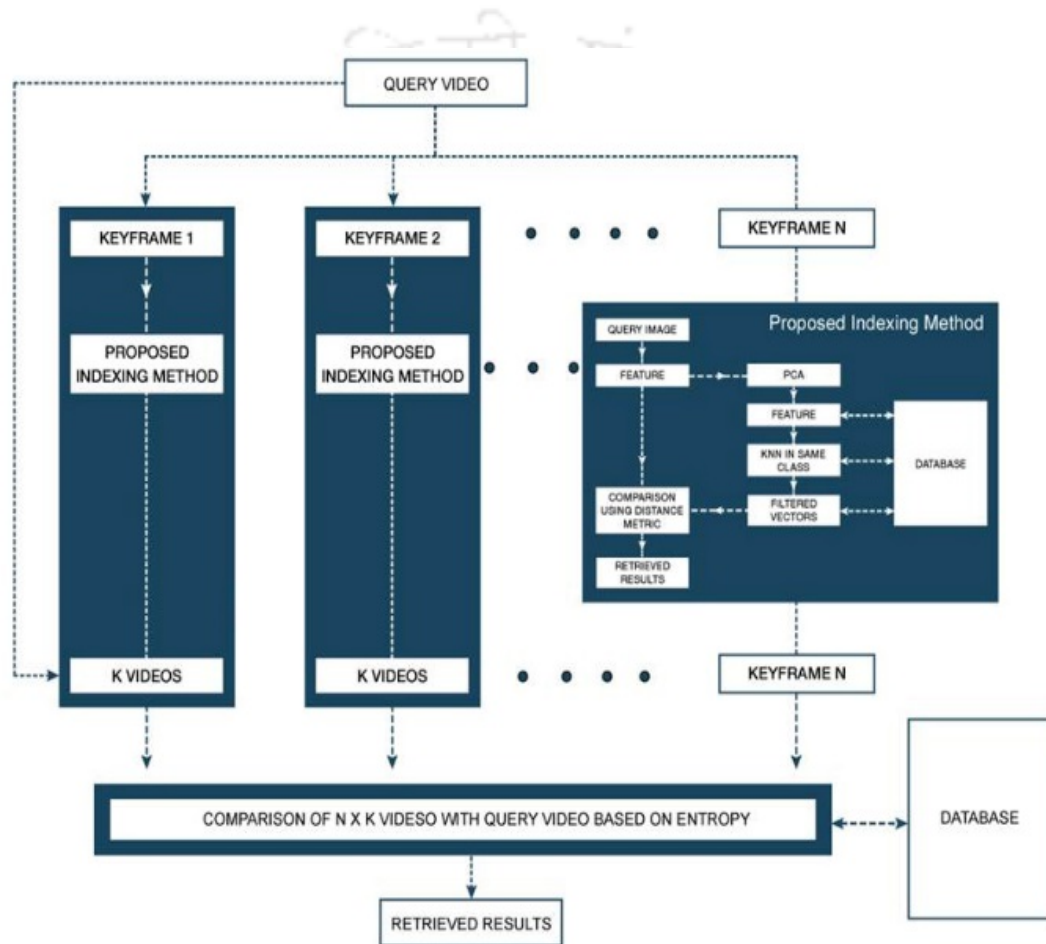 QUERY VIDEO
KEYFRAME 1
KEYFRAME 2
KEYFRAME N
PROPOSED
INDEXING METHOD
PROPOSED
INDEXING METHOD
Proposed Indexing Method
QUERY IMAGE
FEATURE
PCA
FEATURE
KNN IN SAME
CLASS
DATABASE
COMPARISON
USING DISTANCE
METRIC
FILTERED
VECTORS
RETRIEVED
RESULTS
K VIDEOS
K VIDEOS
KEYFRAME N
COMPARISON OF N X K VIDESO WITH QUERY VIDEO BASED ON ENTROPY
DATABASE
RETRIEVED RESULTS